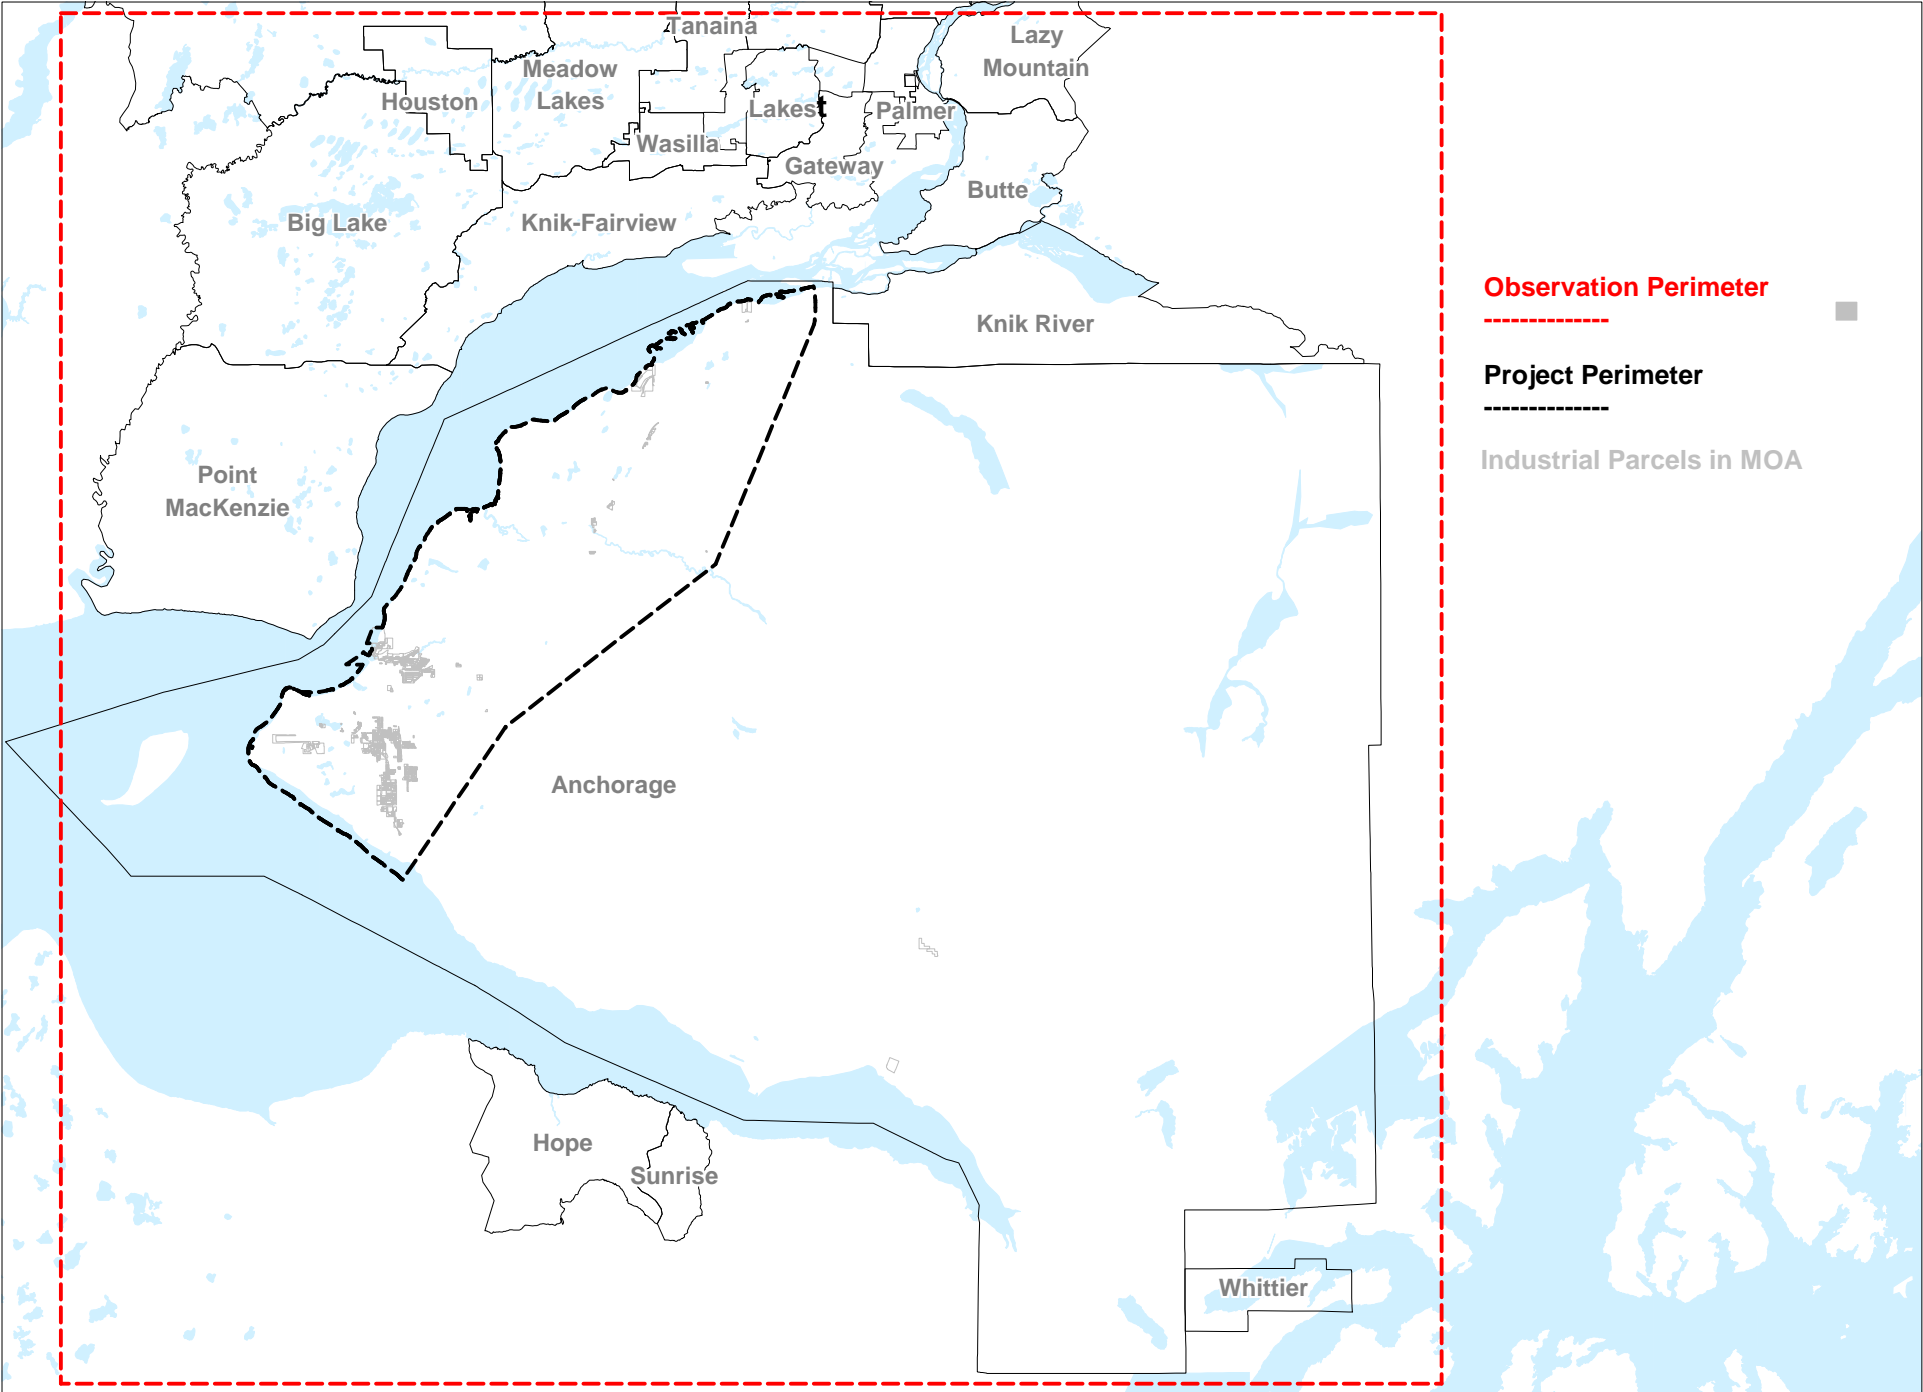 Tanaina
Lazy
Mountain
Meadow
Lakes
Houston
Lakes
t
Palmer
Wasilla
Gateway
Butte
Big Lake
Knik-Fairview
Knik River
Point
MacKenzie
Anchorage
Hope
Sunrise
Whittier
Observation Perimeter
--------------
Project Perimeter
--------------
Industrial Parcels in MOA